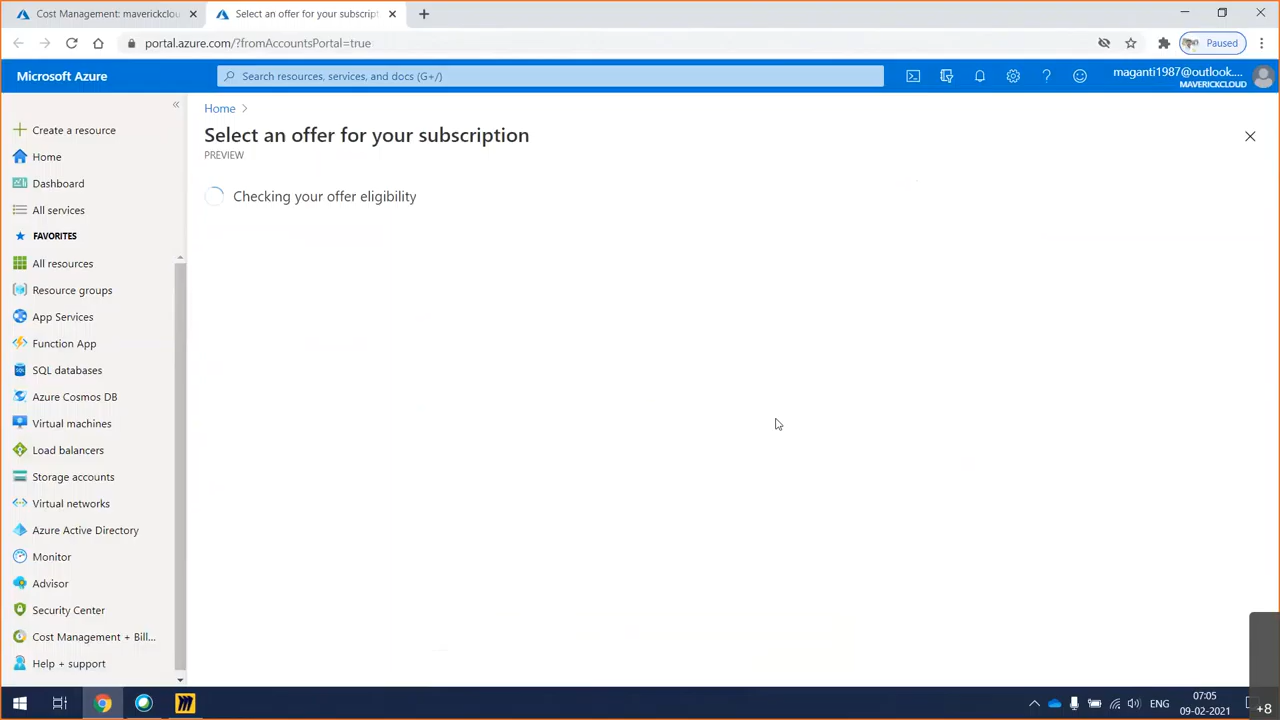 Cost Management: maverickclou
Select an offer for your subscript
portal.azure.com/?fromAccountsPortal=true
Paused
Microsoft Azure
Search resources, services, and docs (G+/)
maganti1987@outlook....
MAVERICKCLOUD
Home
Select an offer for your subscription
PREVIEW
Checking your offer eligibility
Create a resource
Home
Dashboard
All services
FAVORITES
All resources
Resource groups
App Services
Function App
SQL databases
Azure Cosmos DB
Virtual machines
Load balancers
Storage accounts
Virtual networks
Azure Active Directory
Monitor
Advisor
Security Center
Cost Management + Bill...
Help + support
ENG
07:05
09-02-2021
+8